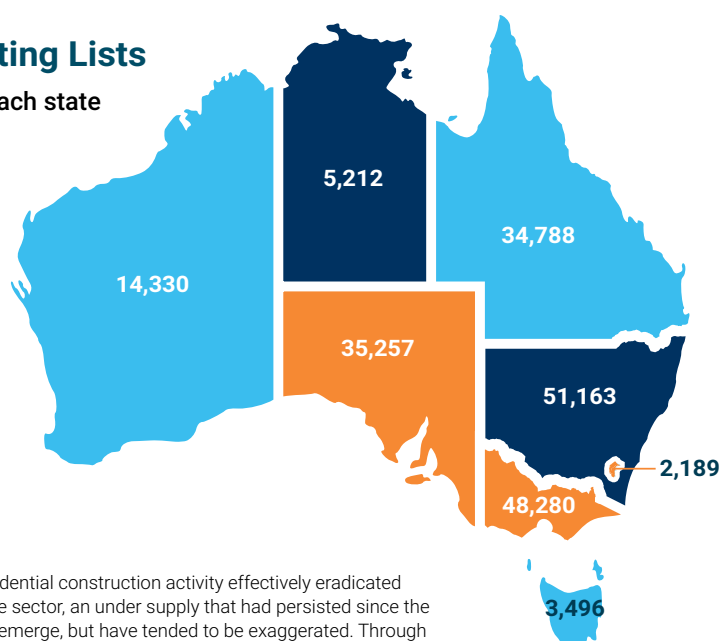 ting Lists
ach state
5,212
34,788
14,330
35,257
51,163
2,189
48,280
dential construction activity effectively eradicated
e sector, an under supply that had persisted since the
3,496
emerge, but have tended to be exaggerated. Through